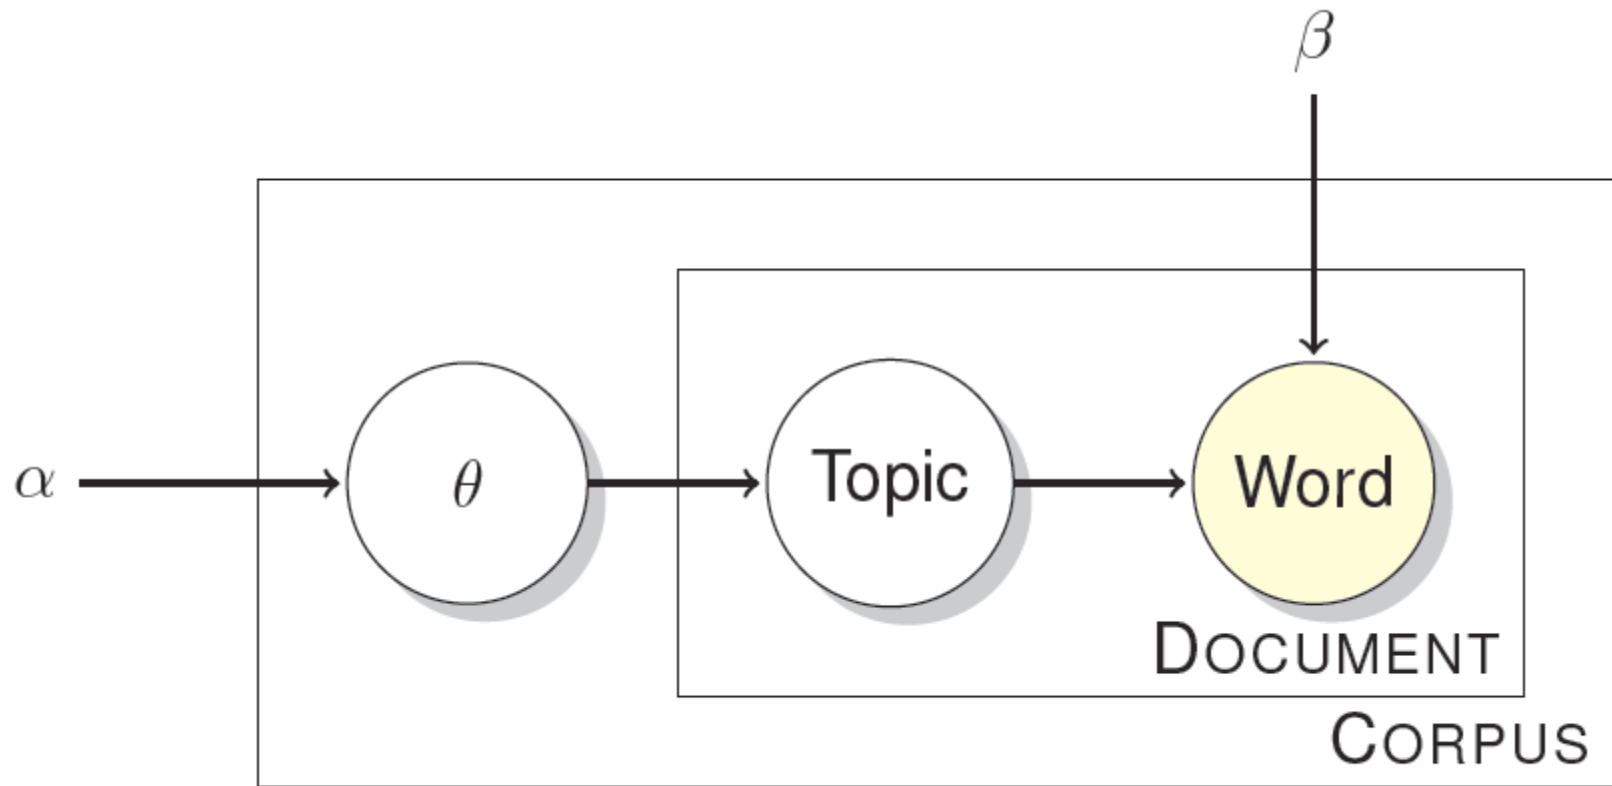 β
α
θ
Topic
Word
DOCUMENT
CORPUS